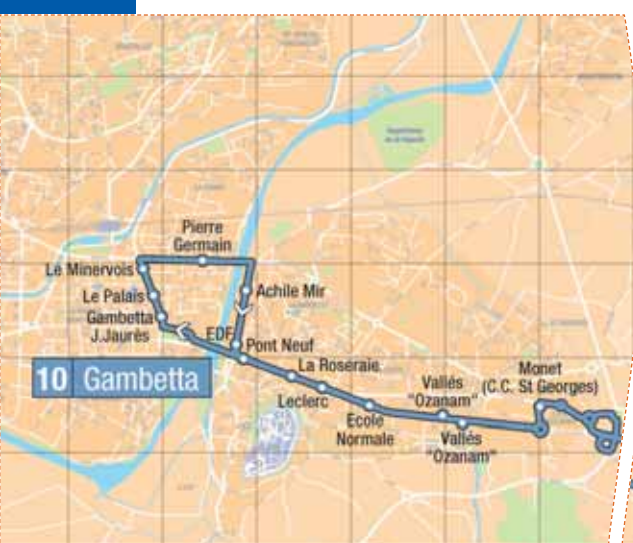 Pierre
Germain
Le Minervois
Achile Mir
Le Palais
Gambetta
J.Jaurès
EDF
Pont Neuf
10 Gambetta
La Roseraie
Leclerc
Ecole
Normale
Vallés
"Ozanam"
Vallés
"Ozanam"
Monet
(C.C. St Georges)